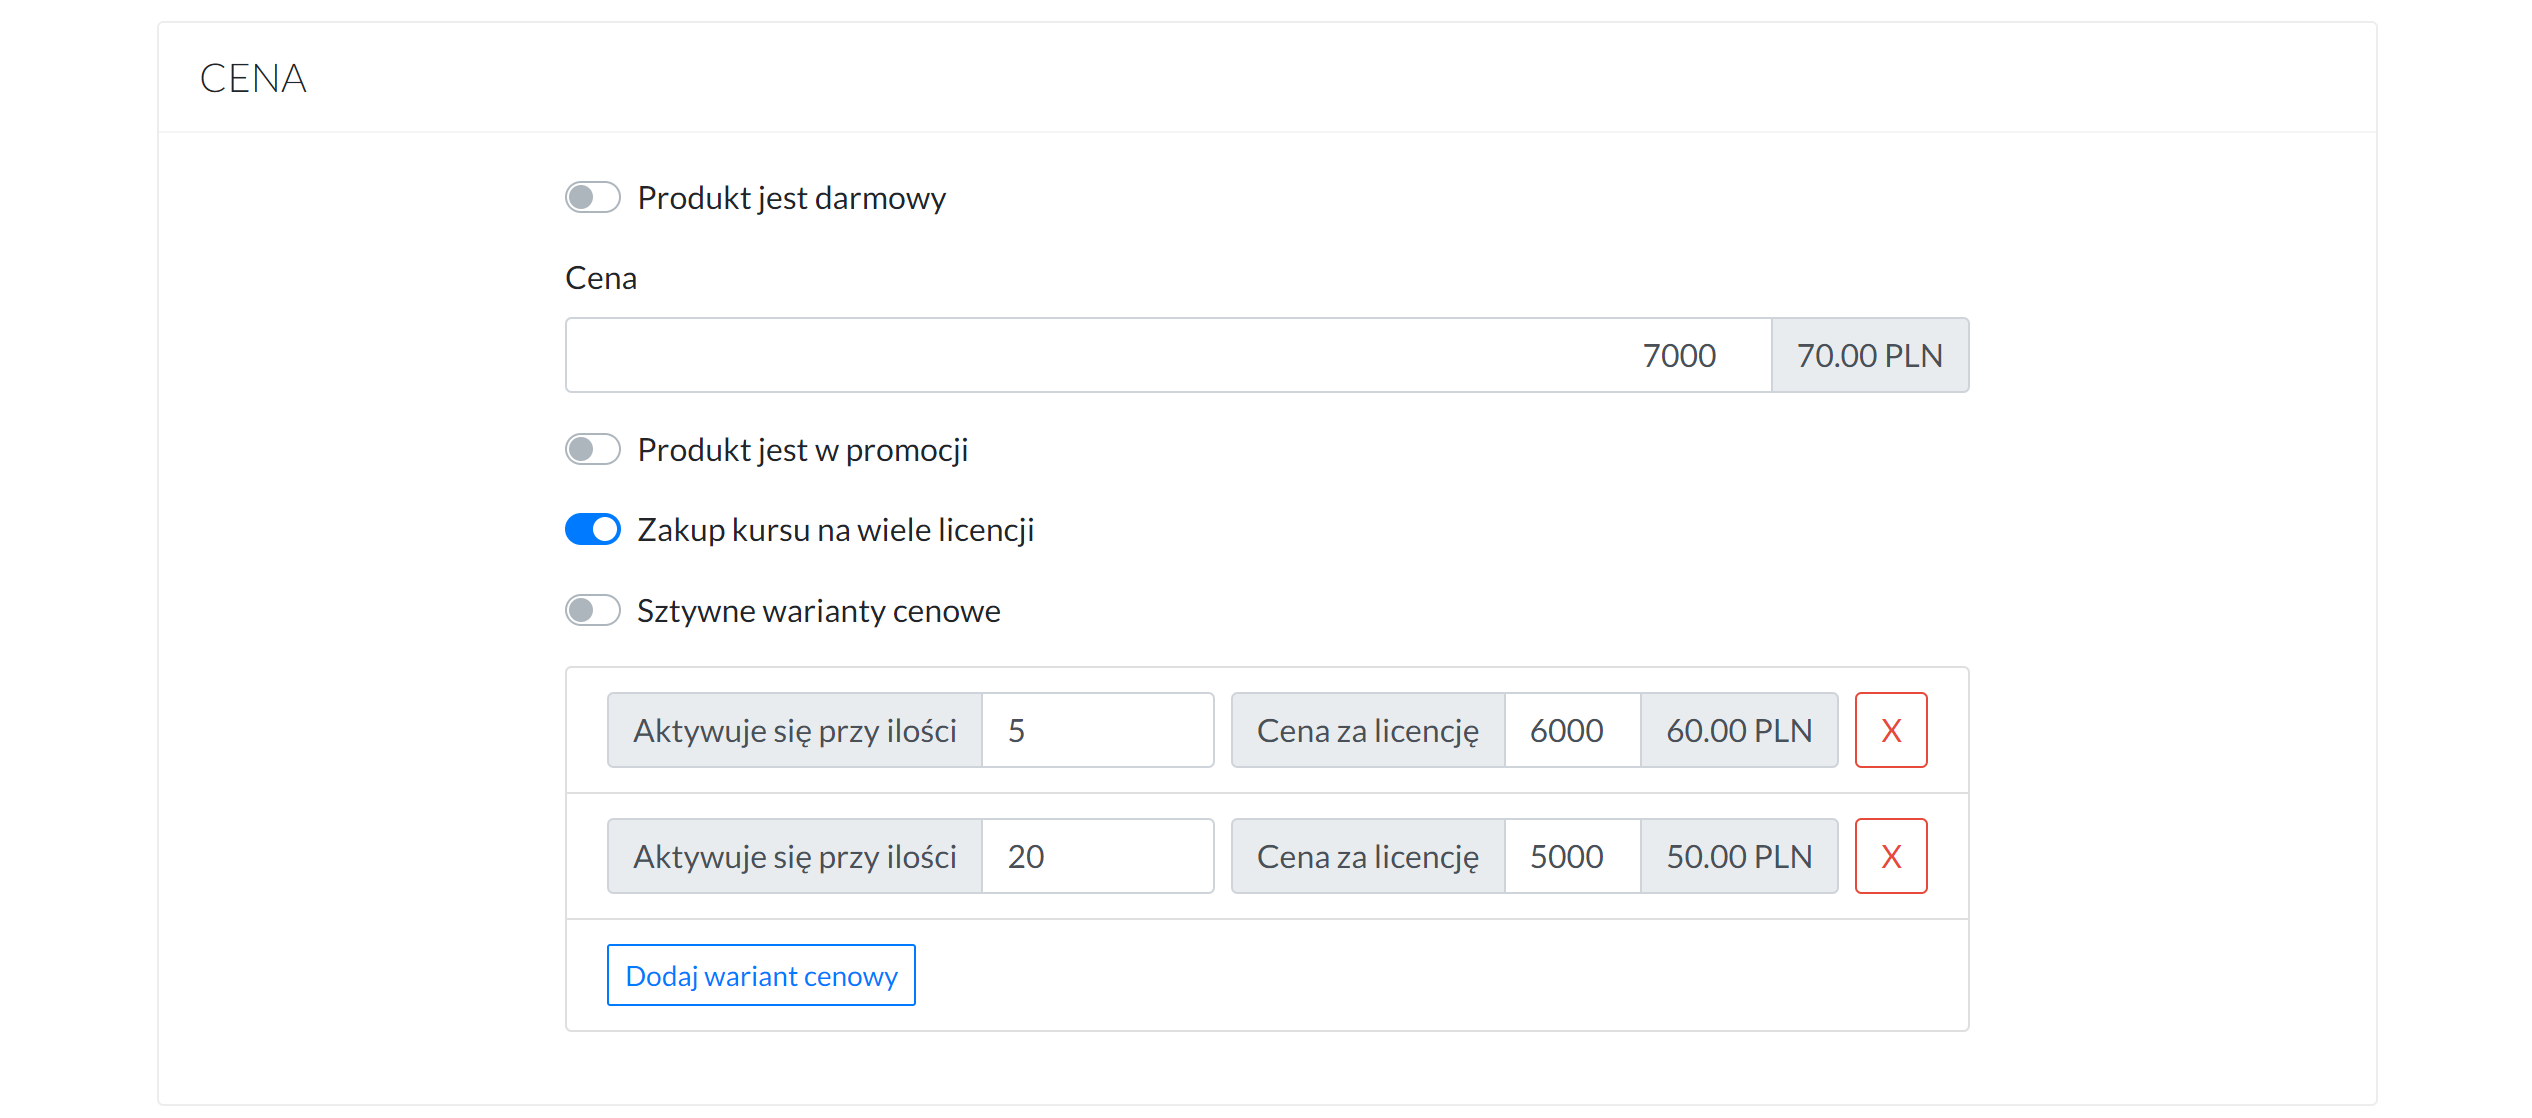 CENA
Produkt jest darmowy
Cena
7000 70.00 PLN
Produkt jest w promocji
Zakup kursu na wiele licencji
Sztywne warianty cenowe
Aktywuje się przy ilości 5 Cena za licencję 6000 60.00 PLN X
Aktywuje się przy ilości 20 Cena za licencję 5000 50.00 PLN X
Dodaj wariant cenowy